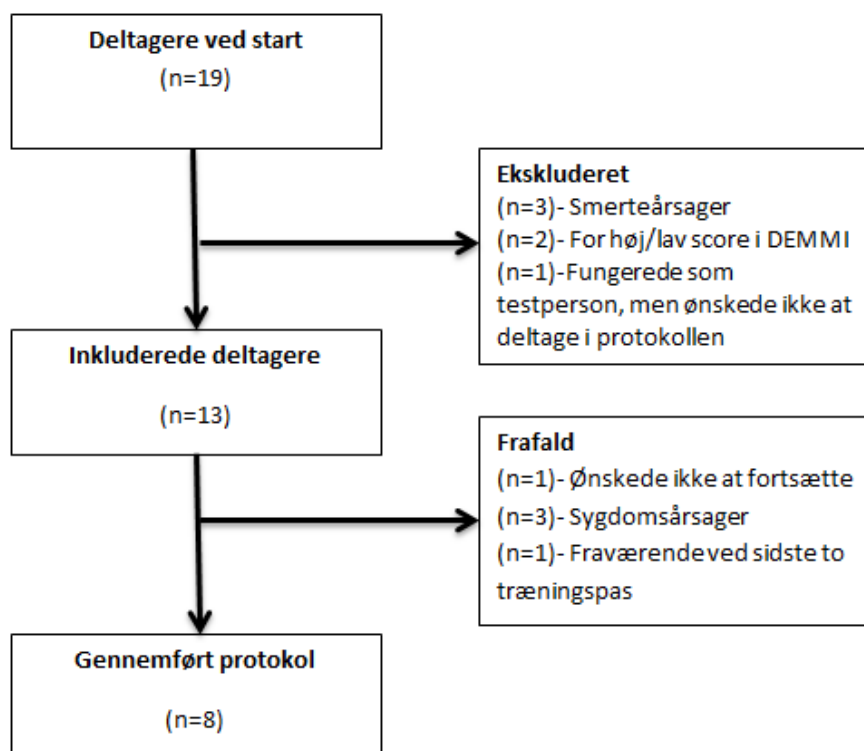 Deltagere ved start
(n=19)
Ekskluderet
(n=3)- Smerteårsager
(n=2)- For høj/lav score i DEMMI
(n=1)-Fungerede som
testperson, men ønskede ikke at
deltage i protokollen
Inkluderede deltagere
(n=13)
Frafald
(n=1)- Ønskede ikke at fortsætte
(n=3)- Sygdomsårsager
(n=1)- Fraværende ved sidste to
træningspas
Gennemført protokol
(n=8)